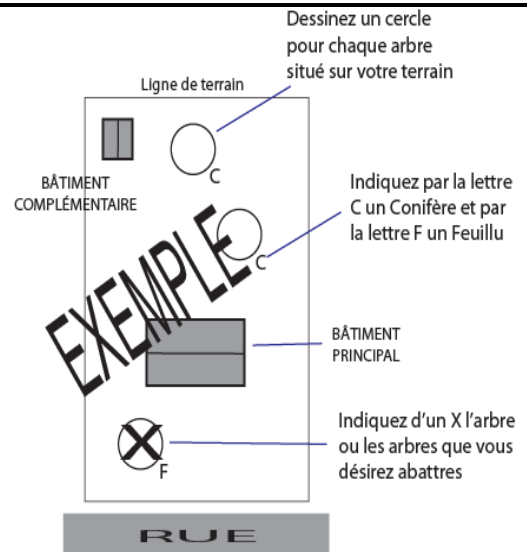 Dessinez un cercle
pour chaque arbre
situé sur votre terrain
Ligne de terrain
C
BÂTIMENT
COMPLÉMENTAIRE
Indiquez par la lettre
C un Conifère et par
la lettre F un Feuillu
C
EXEMPLE
BÂTIMENT
PRINCIPAL
Indiquez d'un X l'arbre
ou les arbres que vous
désirez abattres
X
F
RUE